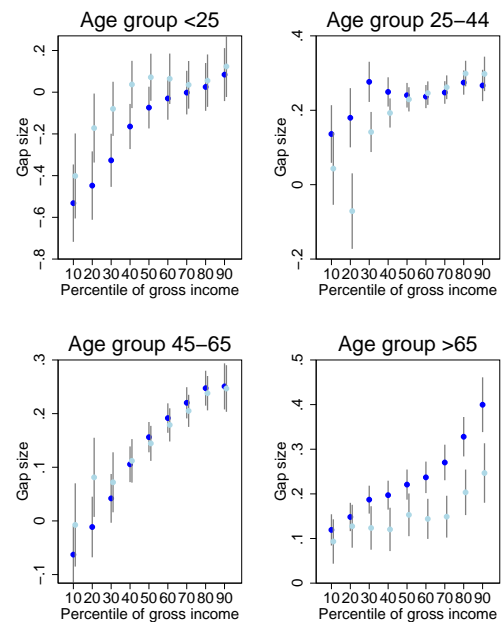 Age group <25
Gap size
.2
0
−.2
−.4
−.6
−.8
10 20 30 40 50 60 70 80 90
Percentile of gross income
Age group 25−44
Gap size
.4
.2
0
−.2
10 20 30 40 50 60 70 80 90
Percentile of gross income
Age group 45−65
Gap size
.3
.2
.1
0
−.1
10 20 30 40 50 60 70 80 90
Percentile of gross income
Age group >65
Gap size
.5
.4
.3
.2
.1
0
10 20 30 40 50 60 70 80 90
Percentile of gross income